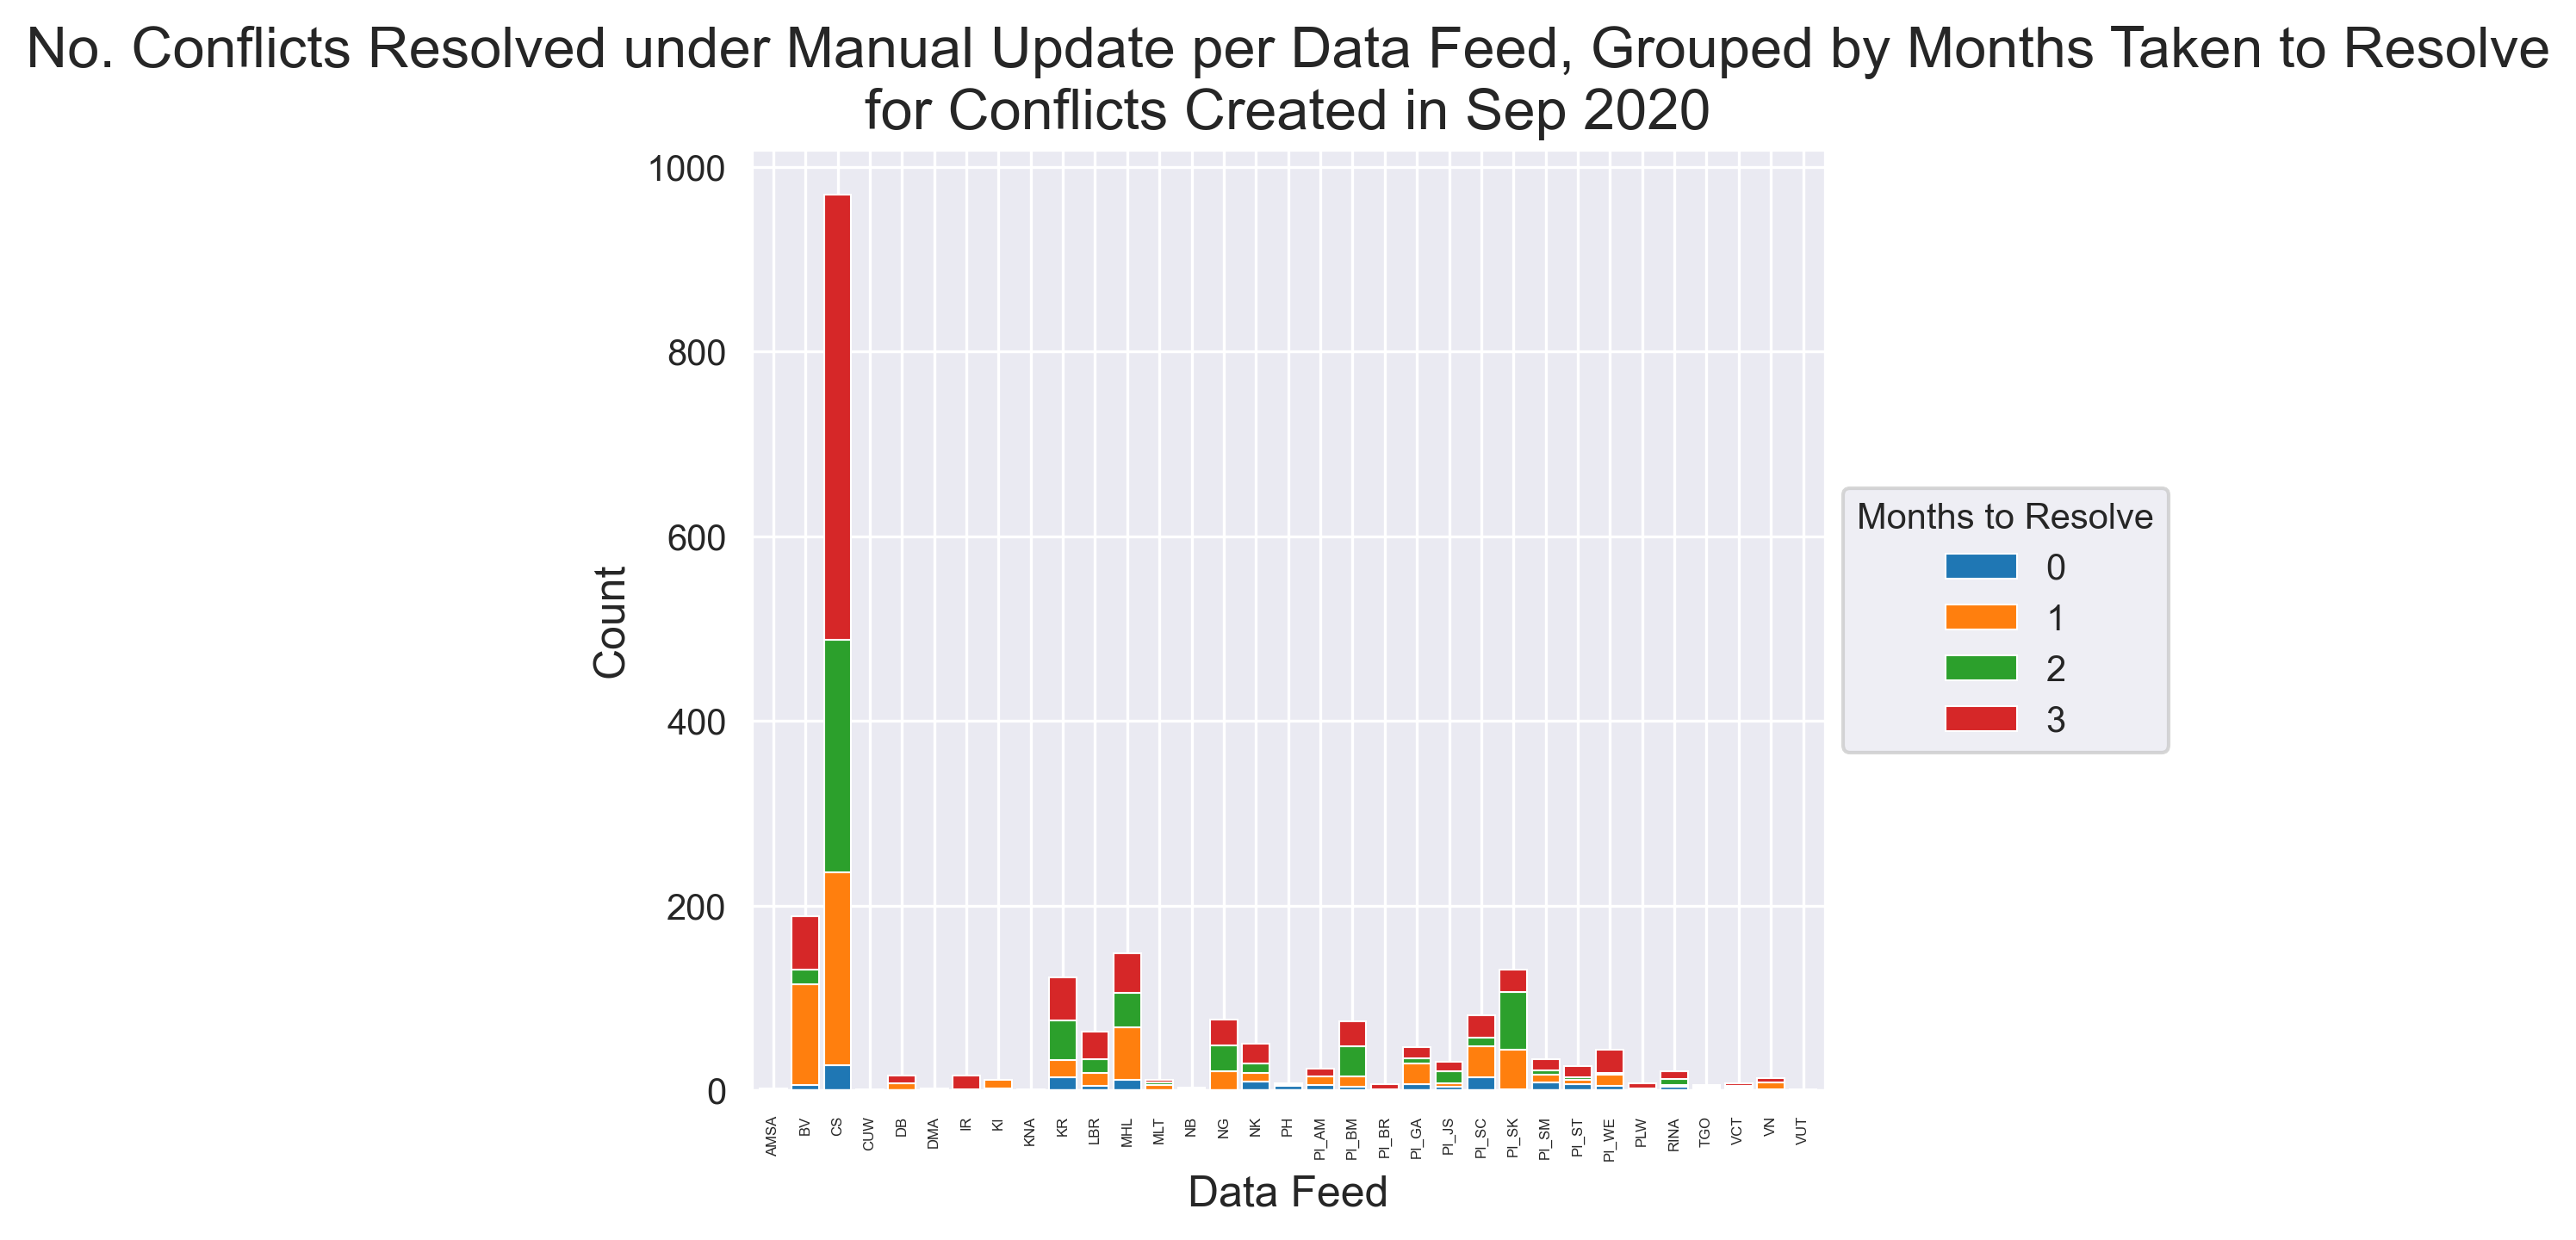 No. Conflicts Resolved under Manual Update per Data Feed, Grouped by Months Taken to Resolve
for Conflicts Created in Sep 2020
1000
800
600
400
200
0
Count
AMSA
BV
CS
CUW
DB
DMA
IR
KI
KNA
KR
LBR
MHL
MLT
NB
NG
NK
PH
PI_AM
PI_BM
PI_BR
PI_GA
PI_JS
PI_SC
PI_SK
PI_SM
PI_ST
PI_WE
PLW
RINA
TGO
VCT
VN
VUT
Data Feed
Months to Resolve
0
1
2
3